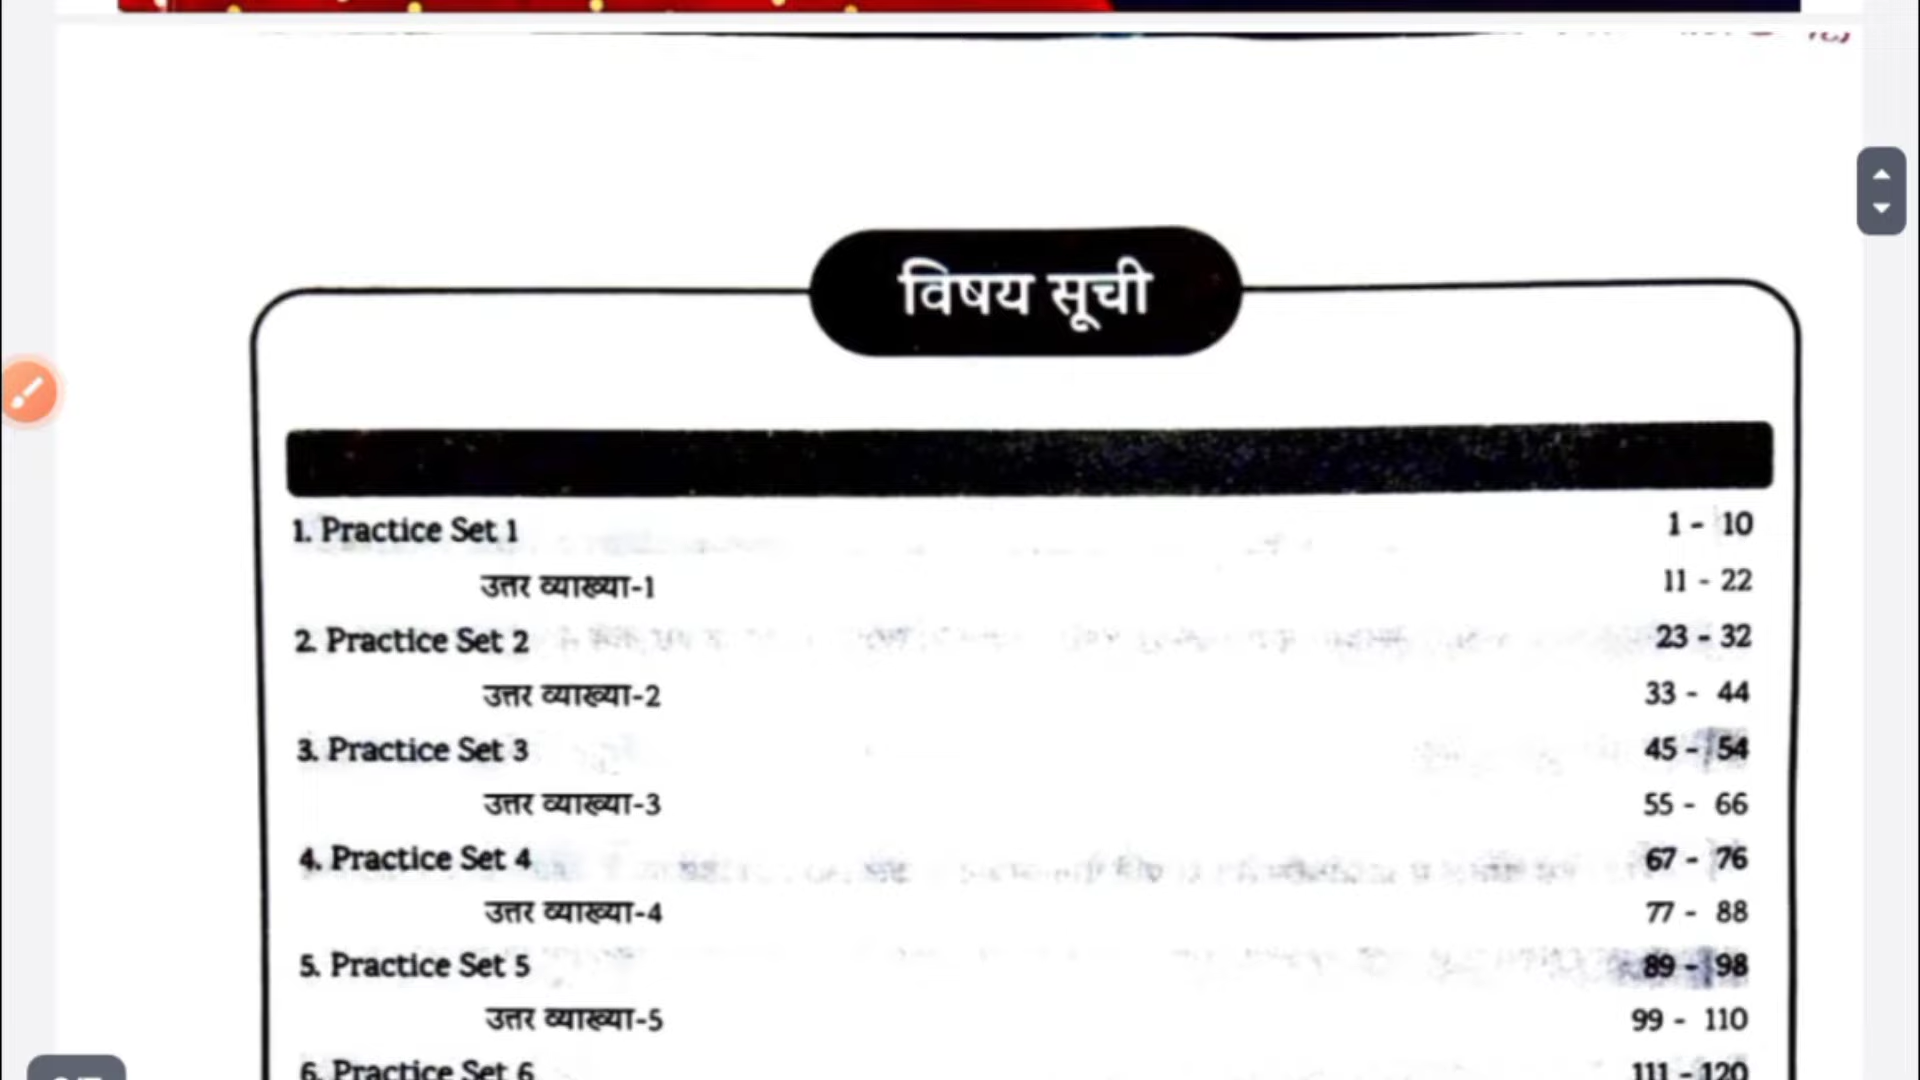 विषय सूची
1. Practice Set 1 1 - 10
उत्तर व्याख्या-1 11 - 22
2. Practice Set 2 23 - 32
उत्तर व्याख्या-2 33 - 44
3. Practice Set 3 45 - 54
उत्तर व्याख्या-3 55 - 66
4. Practice Set 4 67 - 76
उत्तर व्याख्या-4 77 - 88
5. Practice Set 5 89 - 98
उत्तर व्याख्या-5 99 - 110
6. Practice Set 6 111 - 120